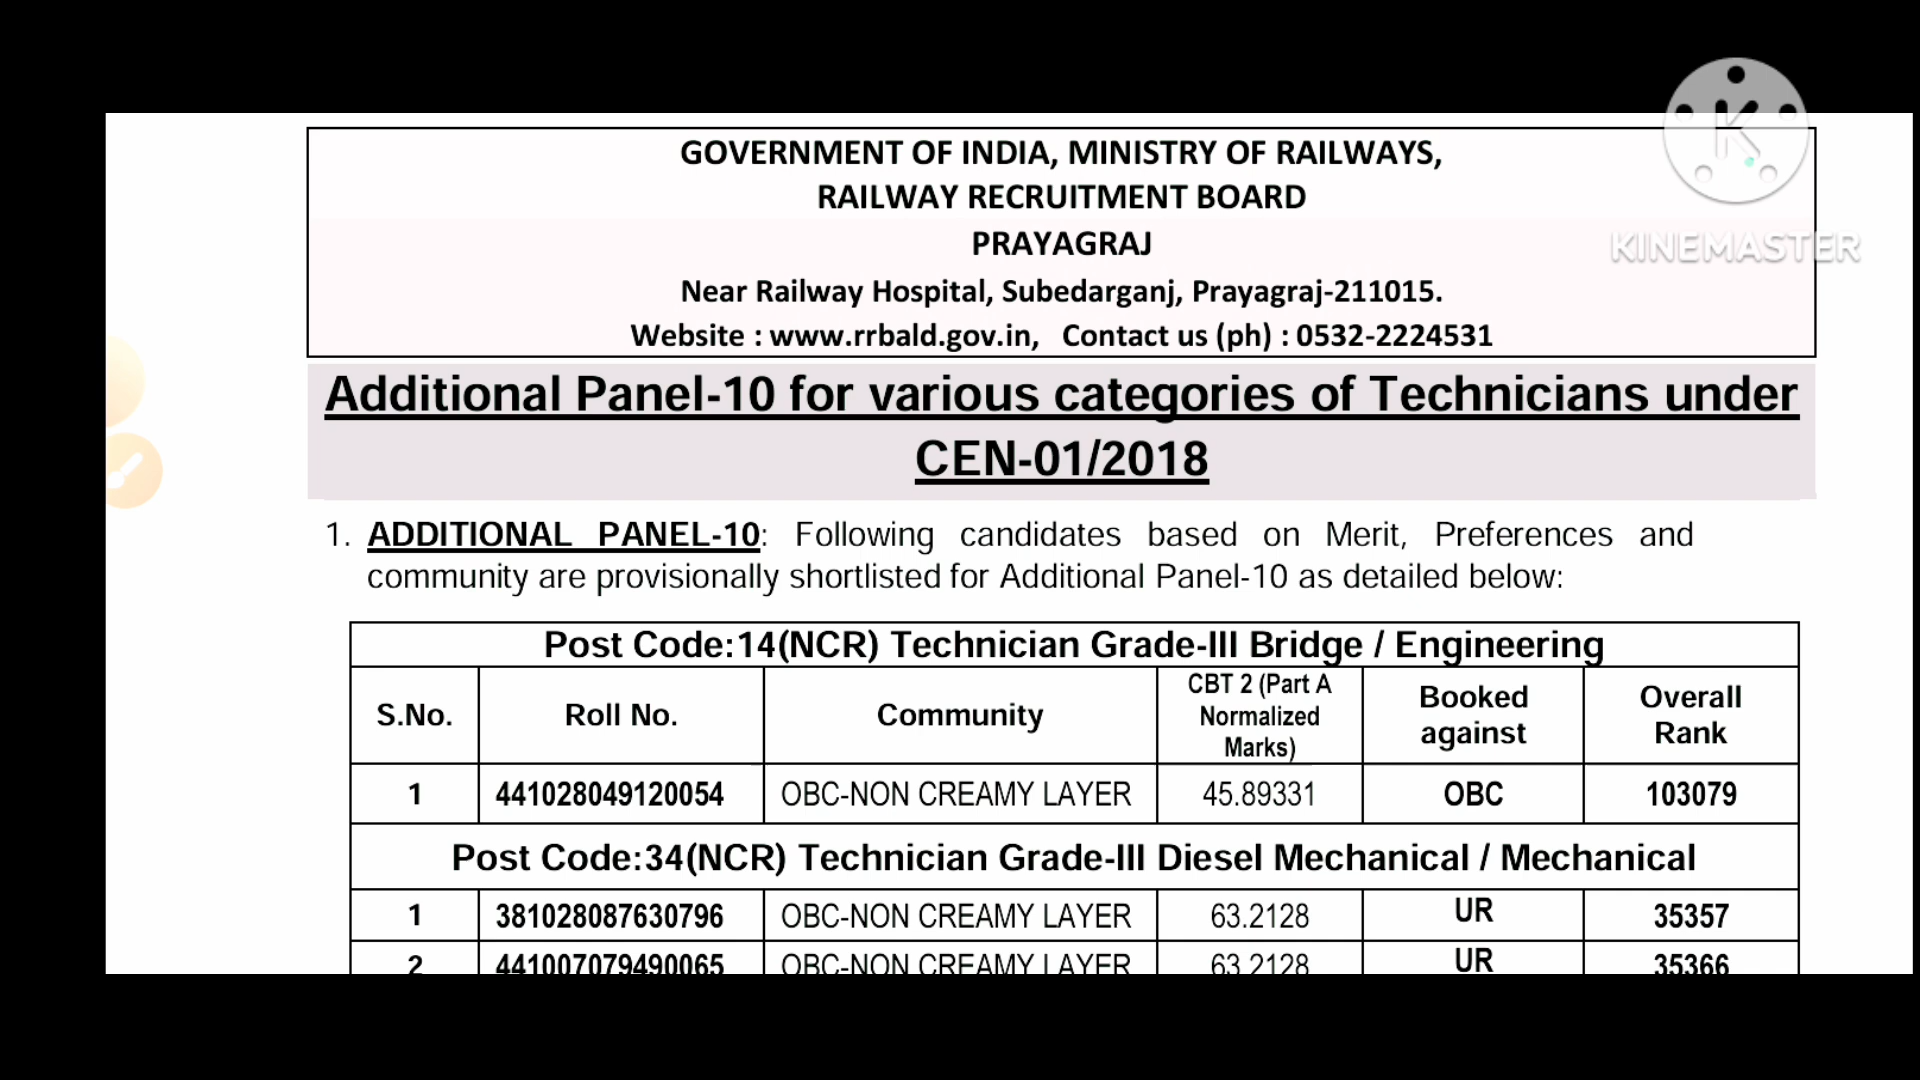 GOVERNMENT OF INDIA, MINISTRY OF RAILWAYS,
RAILWAY RECRUITMENT BOARD
PRAYAGRAJ
KINEMASTER
Near Railway Hospital, Subedarganj, Prayagraj-211015.
Website : www.rrbald.gov.in, Contact us (ph) : 0532-2224531
Additional Panel-10 for various categories of Technicians under
CEN-01/2018
1. ADDITIONAL PANEL-10: Following candidates based on Merit, Preferences and
community are provisionally shortlisted for Additional Panel-10 as detailed below:
Post Code:14(NCR) Technician Grade-III Bridge / Engineering
S.No. Roll No. Community CBT 2 (Part A Normalized Marks) Booked against Overall Rank
1 441028049120054 OBC-NON CREAMY LAYER 45.89331 OBC 103079
Post Code:34(NCR) Technician Grade-III Diesel Mechanical / Mechanical
1 381028087630796 OBC-NON CREAMY LAYER 63.2128 UR 35357
2 441007079490065 OBC-NON CREAMY LAYER 63.2128 UR 35366